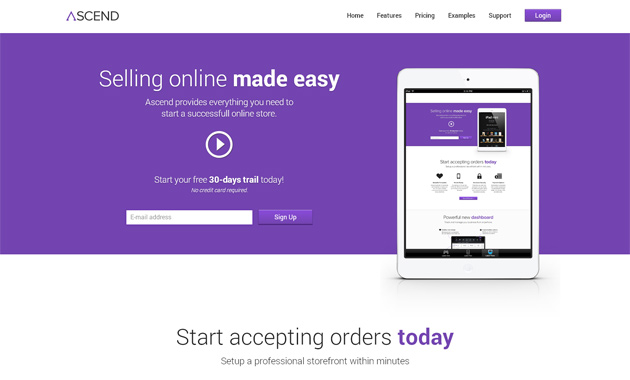 ASCEND
Home Features Pricing Examples Support Login
Selling online made easy
Ascend provides everything you need to
start a successfull online store.
Start your free 30-days trail today!
No credit card required.
E-mail address
Sign Up
Selling online made easy
Start accepting orders today
Powerful new dashboard
Start accepting orders today
Setup a professional storefront within minutes